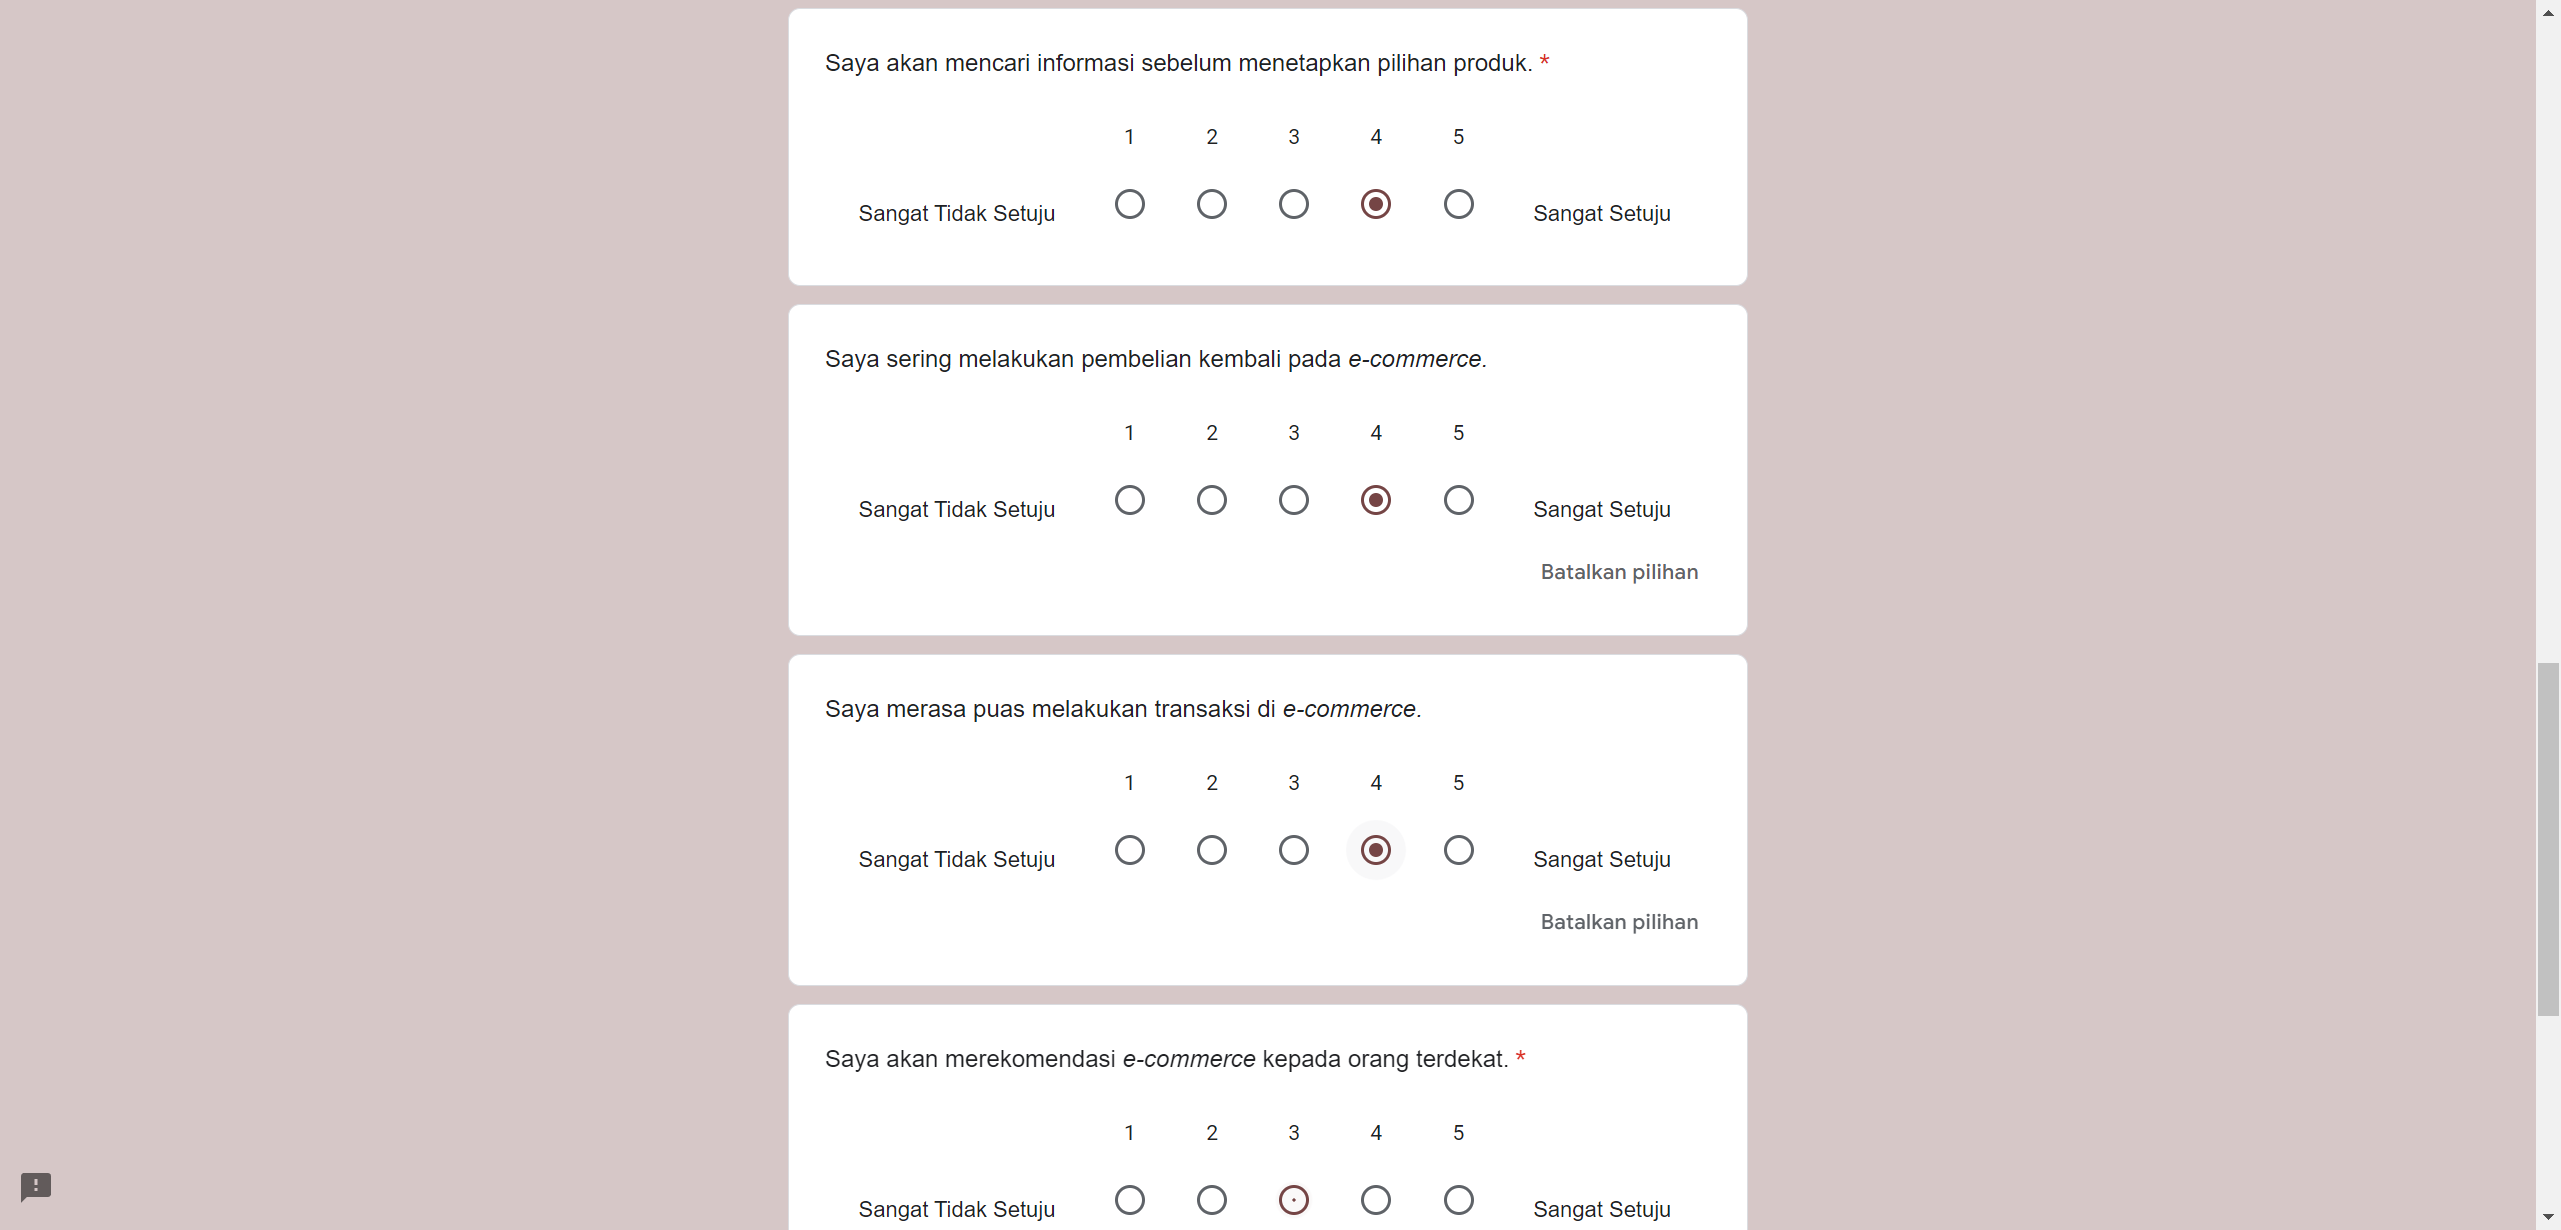 Saya akan mencari informasi sebelum menetapkan pilihan produk. *
1 2 3 4 5
Sangat Tidak Setuju Sangat Setuju
Saya sering melakukan pembelian kembali pada e-commerce.
1 2 3 4 5
Sangat Tidak Setuju Sangat Setuju
Batalkan pilihan
Saya merasa puas melakukan transaksi di e-commerce.
1 2 3 4 5
Sangat Tidak Setuju Sangat Setuju
Batalkan pilihan
Saya akan merekomendasi e-commerce kepada orang terdekat. *
1 2 3 4 5
Sangat Tidak Setuju Sangat Setuju